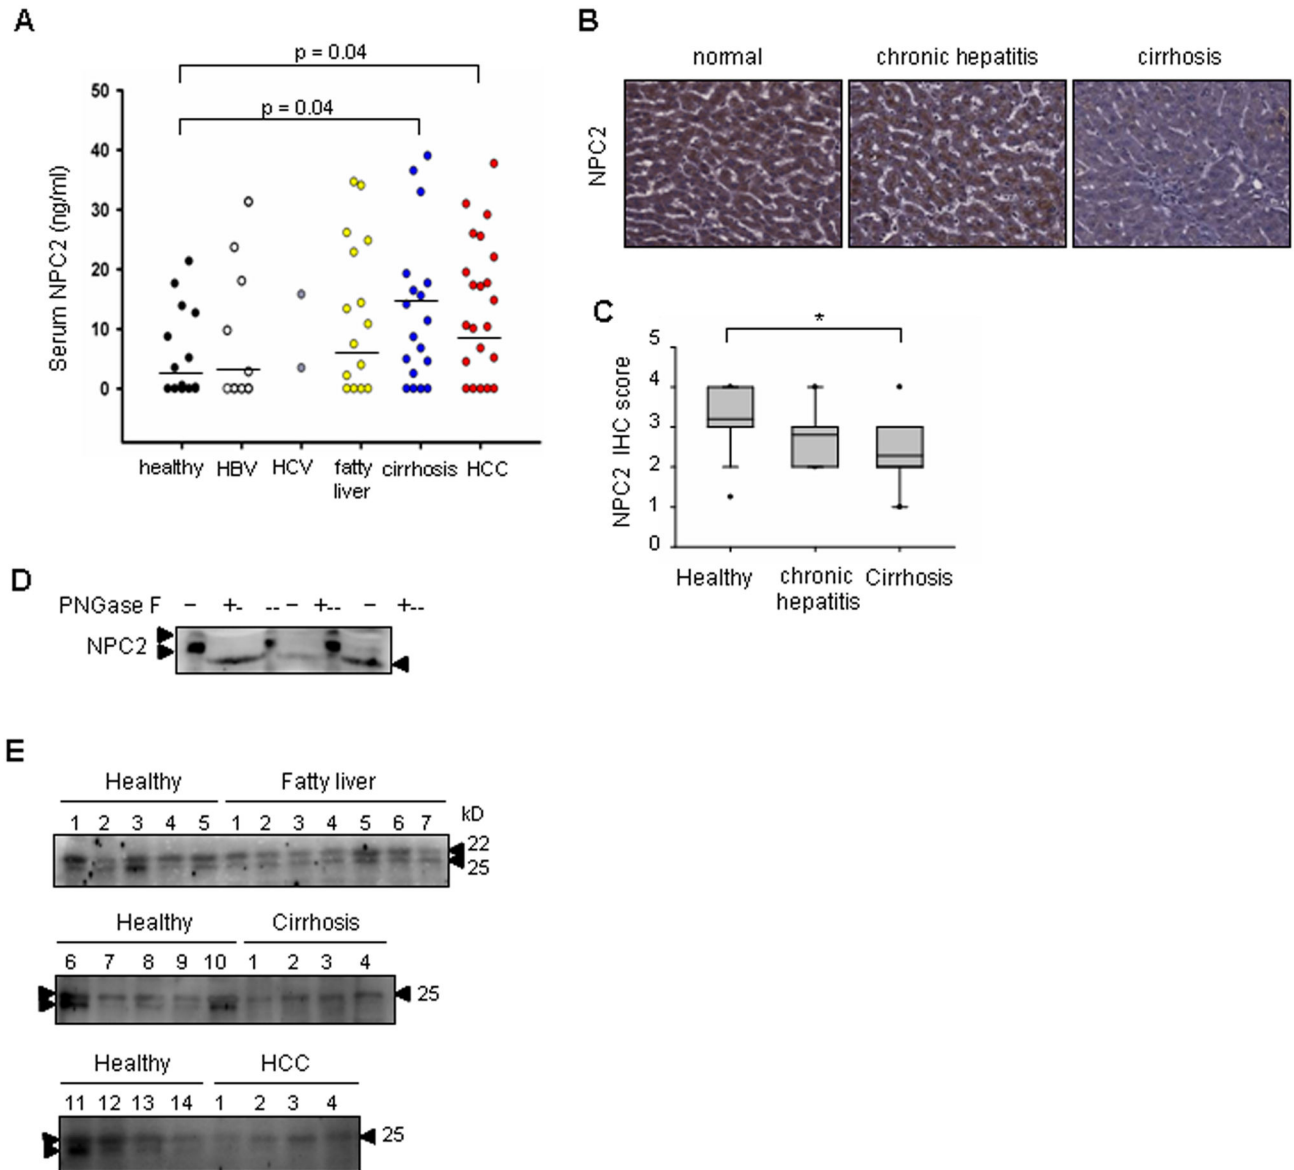 A
p = 0.04
p = 0.04
50
40
30
20
10
0
Serum NPC2 (ng/ml)
healthy HBV HCV fatty liver cirrhosis HCC
B
normal chronic hepatitis cirrhosis
NPC2
C
*
5
4
3
2
1
0
NPC2 IHC score
Healthy chronic hepatitis Cirrhosis
D
PNGase F – +- -- – +-- – +--
NPC2
E
Healthy Fatty liver
1 2 3 4 5 1 2 3 4 5 6 7 kD
22
25
Healthy Cirrhosis
6 7 8 9 10 1 2 3 4
25
Healthy HCC
11 12 13 14 1 2 3 4
25